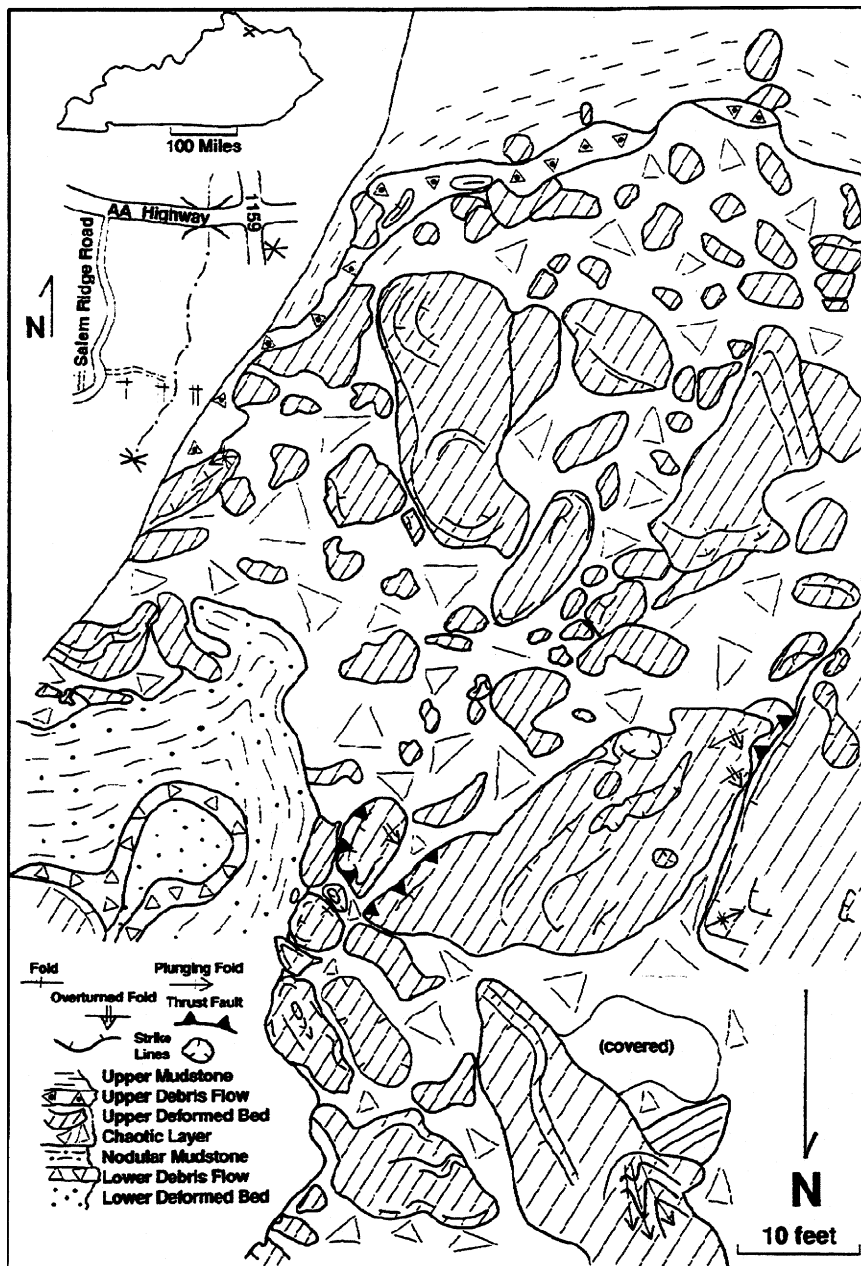 100 Miles
AA Highway
1159
Salem Ridge Road
N
Fold
Plunging Fold
Overturned Fold
Thrust Fault
Strike
Lines
(covered)
Upper Mudstone
Upper Debris Flow
Upper Deformed Bed
Chaotic Layer
Nodular Mudstone
Lower Debris Flow
Lower Deformed Bed
N
10 feet